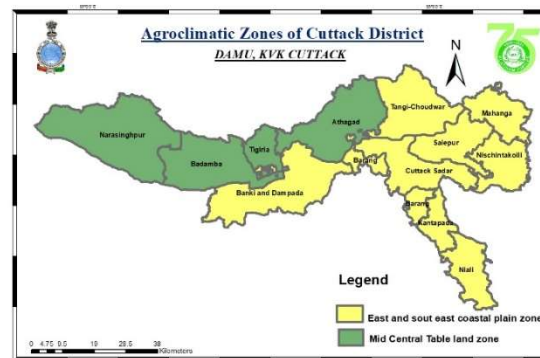 Agroclimatic Zones of Cuttack District
DAMU, KVK CUTTACK
N
Narasinghpur
Badamba
Tigiria
Athagad
Tangi-Choudwar
Mahanga
Salepur
Nischintakoili
Barang
Cuttack Sadar
Banki and Dampada
Barang
Kantapada
Niali
Legend
East and sout east coastal plain zone
Mid Central Table land zone
0 4.75 9.5 19 28.5 38
Kilometers